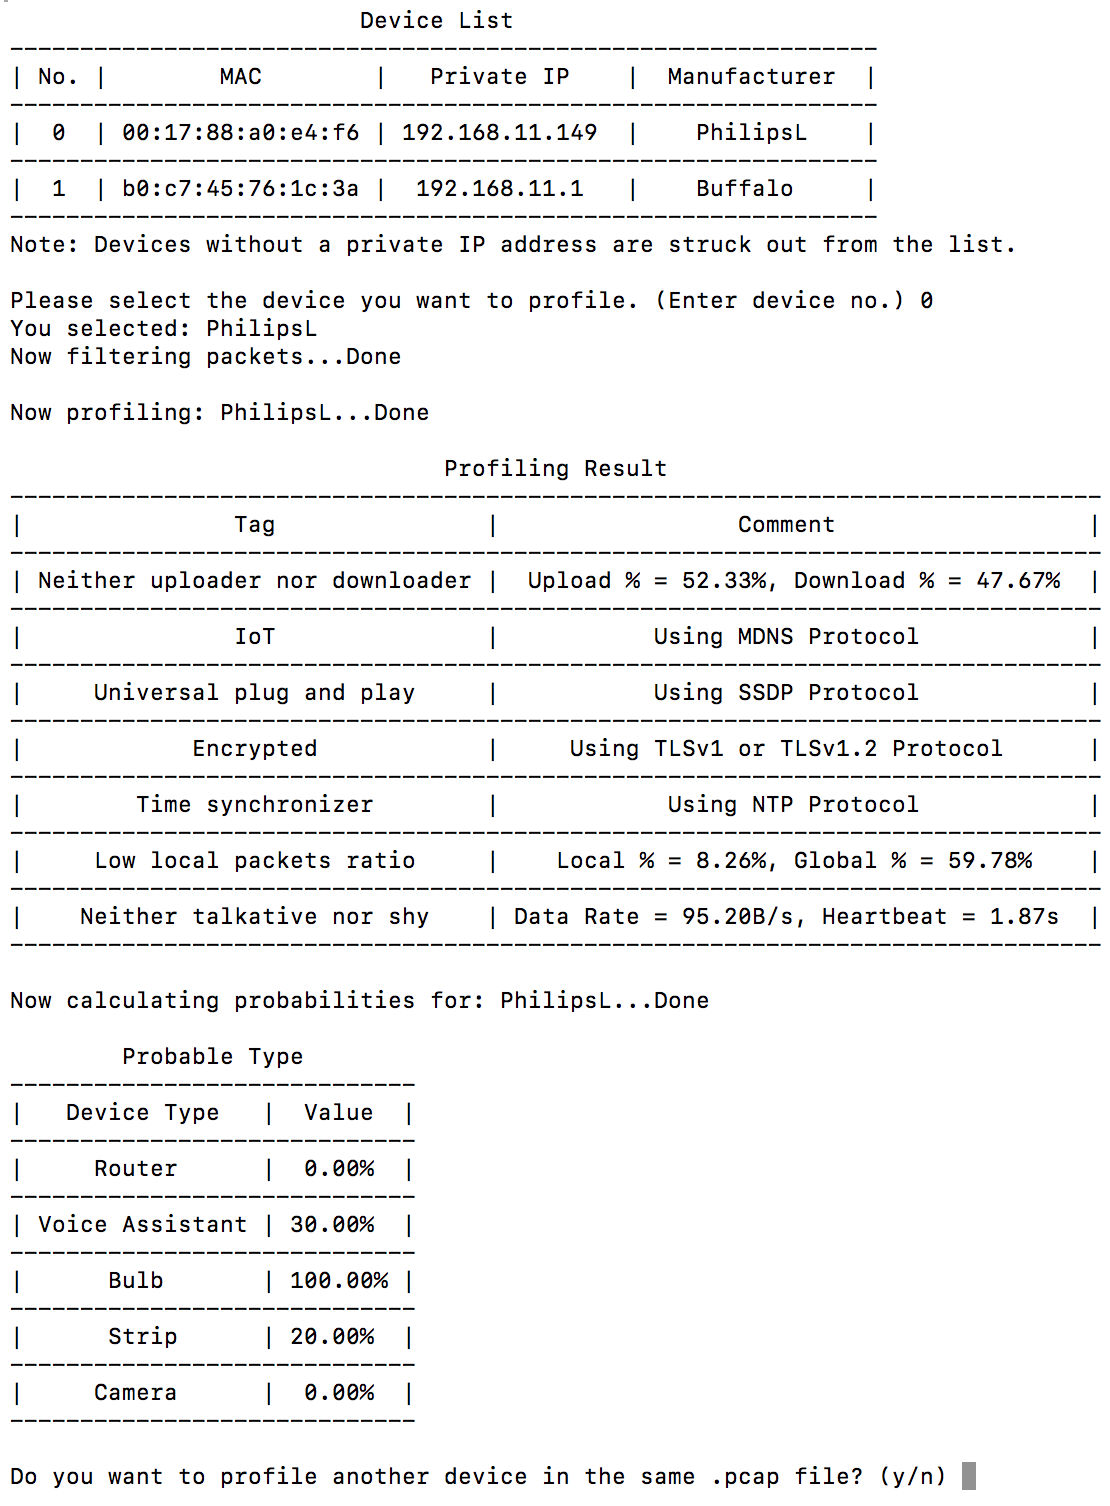 Device List
--------------------------------------------------------------
| No. |        MAC        |   Private IP    |  Manufacturer  |
--------------------------------------------------------------
|  0  | 00:17:88:a0:e4:f6 | 192.168.11.149  |    PhilipsL    |
--------------------------------------------------------------
|  1  | b0:c7:45:76:1c:3a |  192.168.11.1   |    Buffalo     |
--------------------------------------------------------------
Note: Devices without a private IP address are struck out from the list.
Please select the device you want to profile. (Enter device no.) 0
You selected: PhilipsL
Now filtering packets...Done
Now profiling: PhilipsL...Done
Profiling Result
------------------------------------------------------------------------------
|               Tag               |                 Comment                  |
------------------------------------------------------------------------------
| Neither uploader nor downloader |  Upload % = 52.33%, Download % = 47.67%  |
------------------------------------------------------------------------------
|               IoT               |           Using MDNS Protocol            |
------------------------------------------------------------------------------
|     Universal plug and play     |           Using SSDP Protocol            |
------------------------------------------------------------------------------
|            Encrypted            |     Using TLSv1 or TLSv1.2 Protocol      |
------------------------------------------------------------------------------
|        Time synchronizer        |            Using NTP Protocol            |
------------------------------------------------------------------------------
|     Low local packets ratio     |    Local % = 8.26%, Global % = 59.78%    |
------------------------------------------------------------------------------
|    Neither talkative nor shy    | Data Rate = 95.20B/s, Heartbeat = 1.87s  |
------------------------------------------------------------------------------
Now calculating probabilities for: PhilipsL...Done
Probable Type
-----------------------------
|   Device Type   |  Value  |
-----------------------------
|     Router      |  0.00%  |
-----------------------------
| Voice Assistant | 30.00%  |
-----------------------------
|      Bulb       | 100.00% |
-----------------------------
|      Strip      | 20.00%  |
-----------------------------
|     Camera      |  0.00%  |
-----------------------------
Do you want to profile another device in the same .pcap file? (y/n)